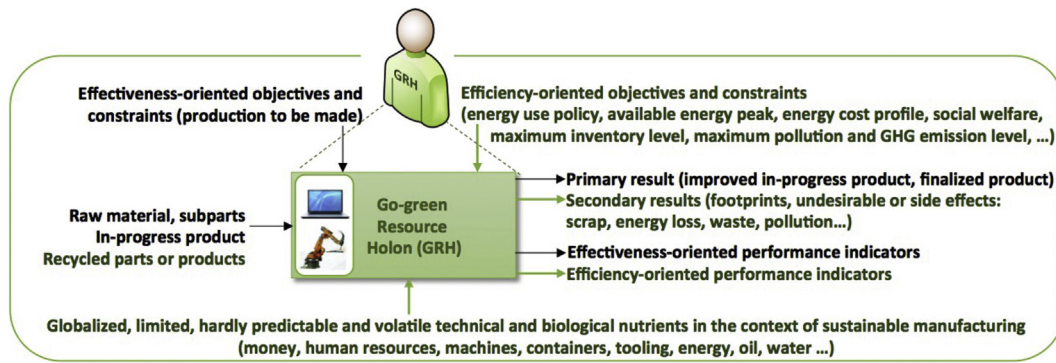 GRH
Effectiveness-oriented objectives and
constraints (production to be made)
Efficiency-oriented objectives and constraints
(energy use policy, available energy peak, energy cost profile, social welfare,
maximum inventory level, maximum pollution and GHG emission level, ...)
Raw material, subparts
In-progress product
Recycled parts or products
Go-green
Resource
Holon (GRH)
Primary result (improved in-progress product, finalized product)
Secondary results (footprints, undesirable or side effects:
scrap, energy loss, waste, pollution...)
Effectiveness-oriented performance indicators
Efficiency-oriented performance indicators
Globalized, limited, hardly predictable and volatile technical and biological nutrients in the context of sustainable manufacturing
(money, human resources, machines, containers, tooling, energy, oil, water ...)